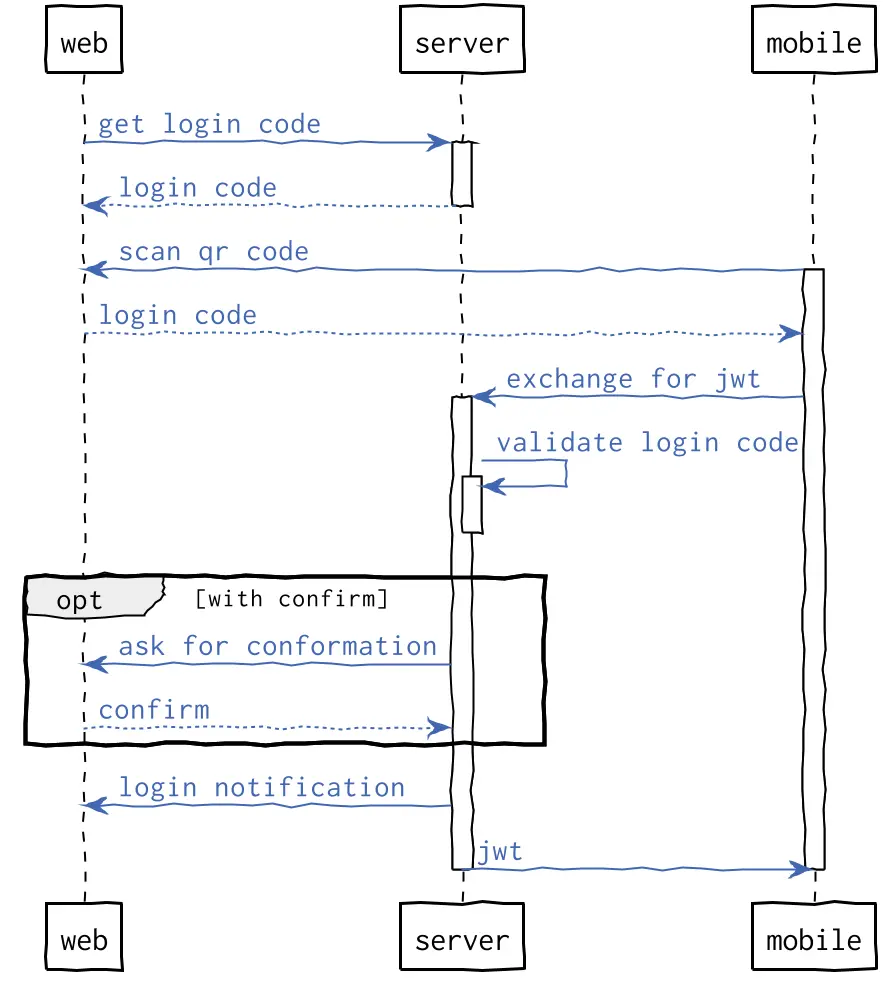 web
server
mobile
get login code
login code
scan qr code
login code
exchange for jwt
validate login code
opt
[with confirm]
ask for conformation
confirm
login notification
jwt
web
server
mobile